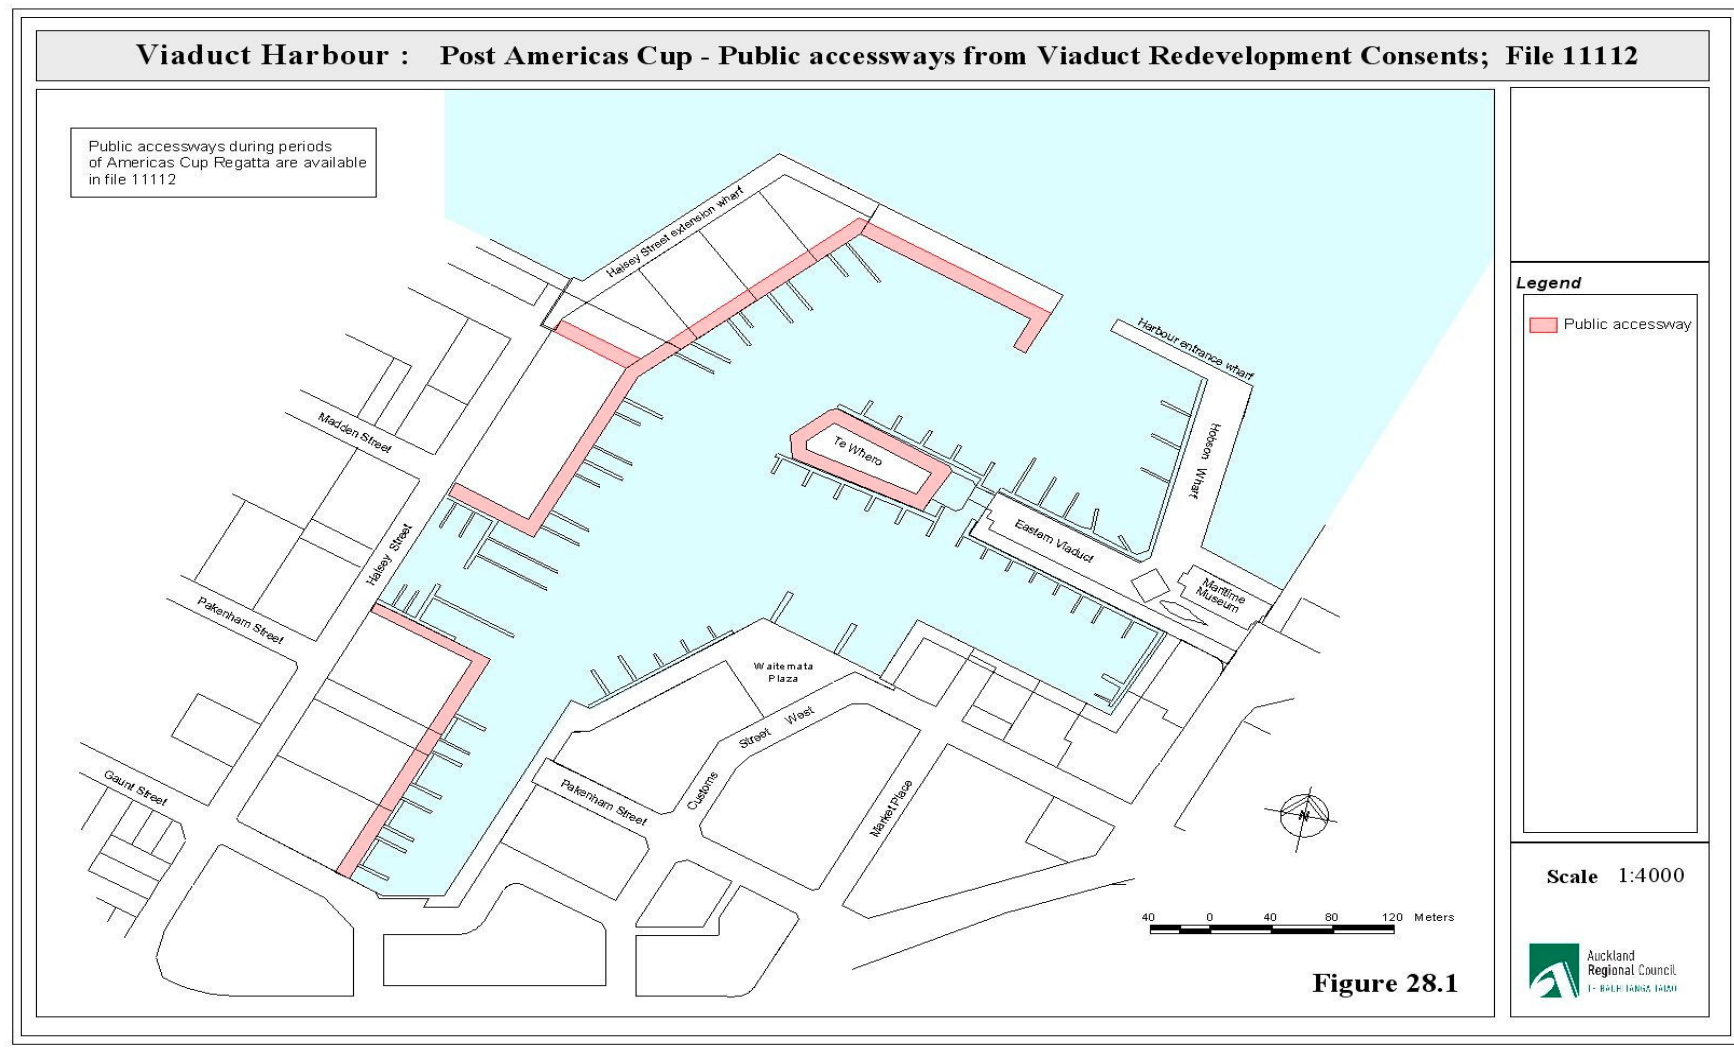 Viaduct Harbour : Post Americas Cup - Public accessways from Viaduct Redevelopment Consents; File 11112
Public accessways during periods
of Americas Cup Regatta are available
in file 11112
Halsey Street extension wharf
Harbour entrance wharf
Hobson Wharf
Te Whero
Eastern Viaduct
Maritime
Museum
Madden Street
Halsey Street
Pakenham Street
Gaunt Street
Waitemata
Plaza
Customs Street West
Pakenham Street
Market Place
N
40 0 40 80 120 Meters
Figure 28.1
Legend
Public accessway
Scale 1:4000
Auckland
Regional Council